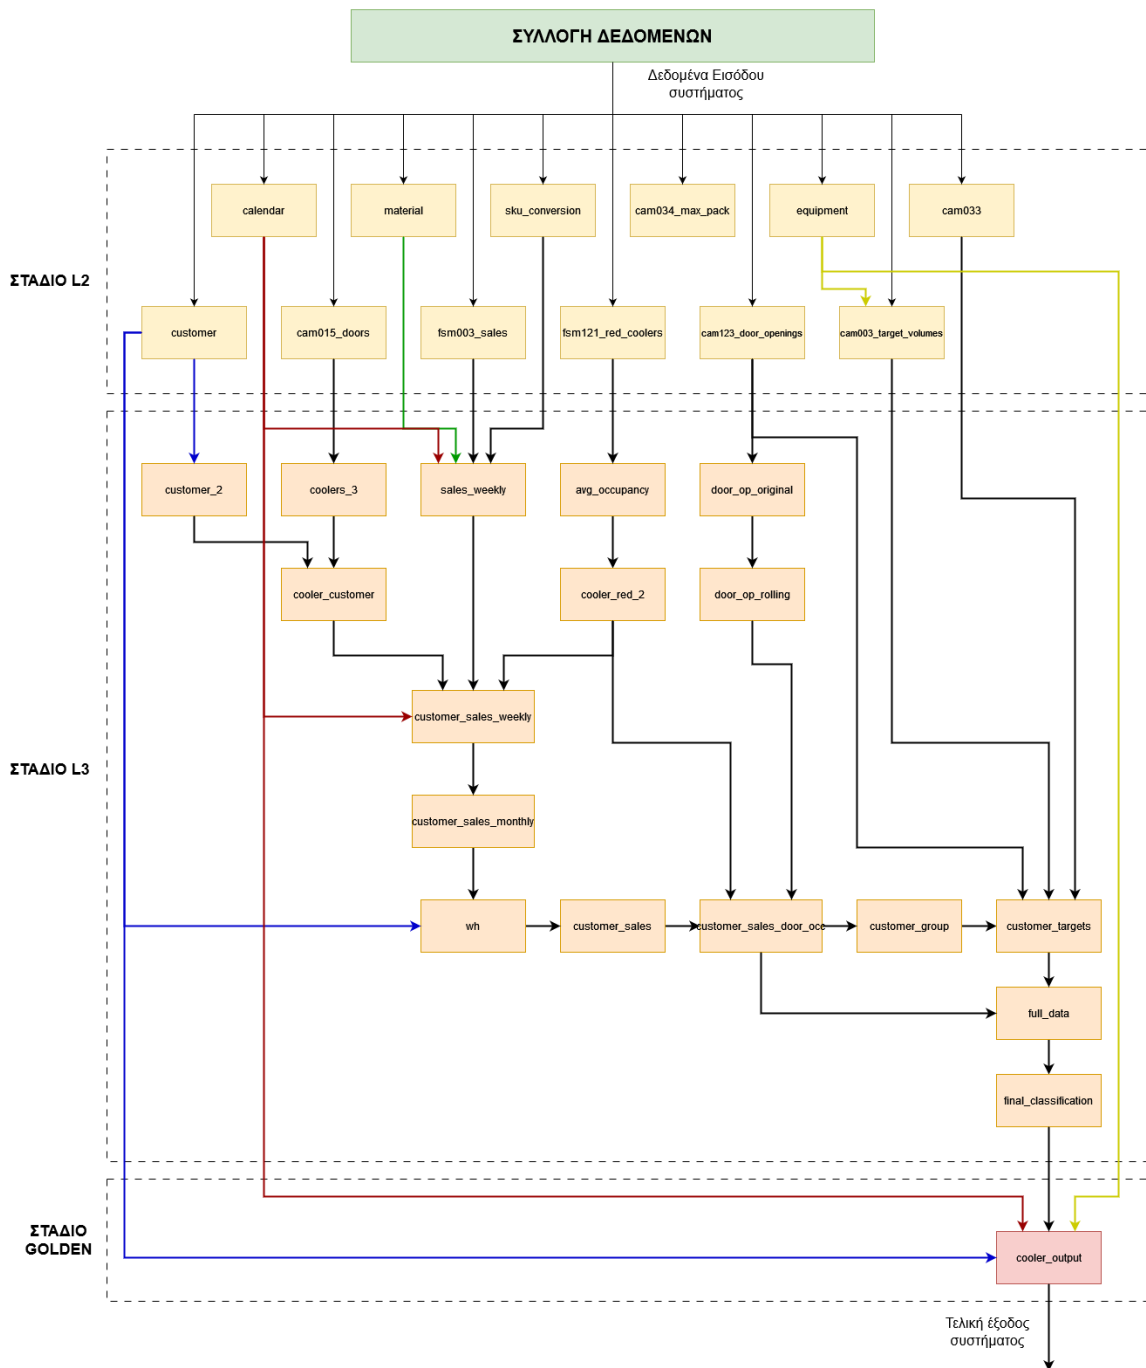 ΣΥΛΛΟΓΗ ΔΕΔΟΜΕΝΩΝ
Δεδομένα Εισόδου
συστήματος
calendar
material
sku_conversion
cam034_max_pack
equipment
cam033
ΣΤΑΔΙΟ L2
customer
cam015_doors
fsm003_sales
fsm121_red_coolers
cam123_door_openings
cam003_target_volumes
customer_2
coolers_3
sales_weekly
avg_occupancy
door_op_original
cooler_customer
cooler_red_2
door_op_rolling
customer_sales_weekly
ΣΤΑΔΙΟ L3
customer_sales_monthly
wh
customer_sales
customer_sales_door_occ
customer_group
customer_targets
full_data
final_classification
ΣΤΑΔΙΟ
GOLDEN
cooler_output
Τελική έξοδος
συστήματος